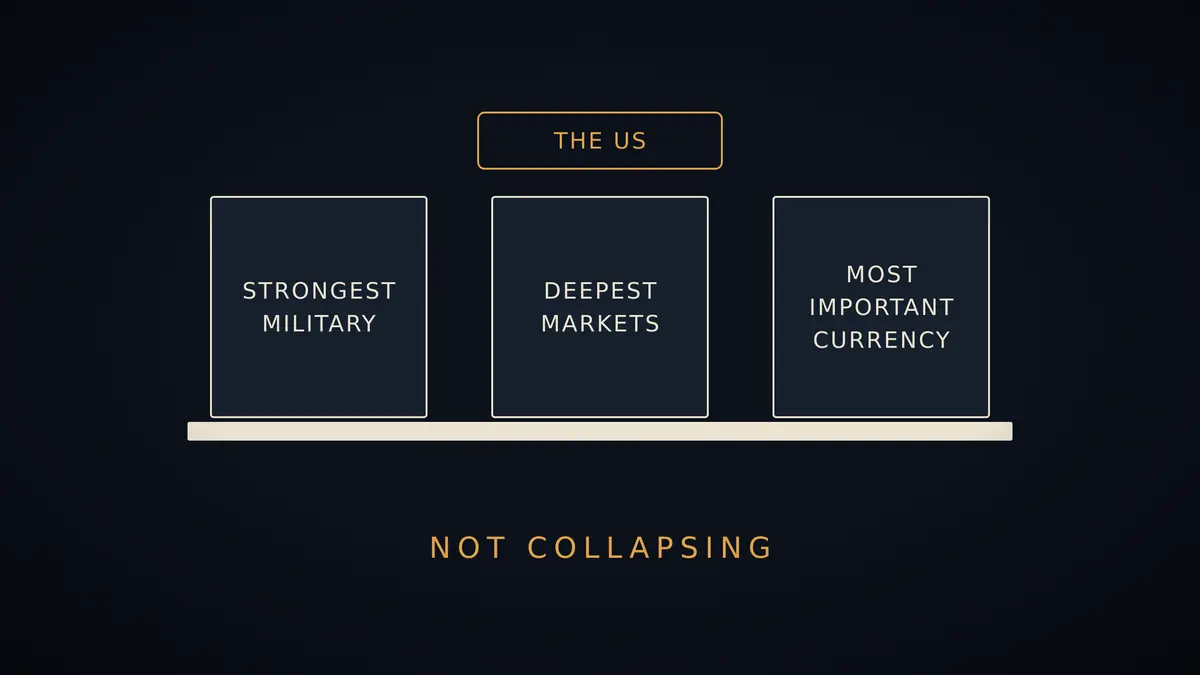 THE US
STRONGEST
MILITARY
DEEPEST
MARKETS
MOST
IMPORTANT
CURRENCY
NOT COLLAPSING